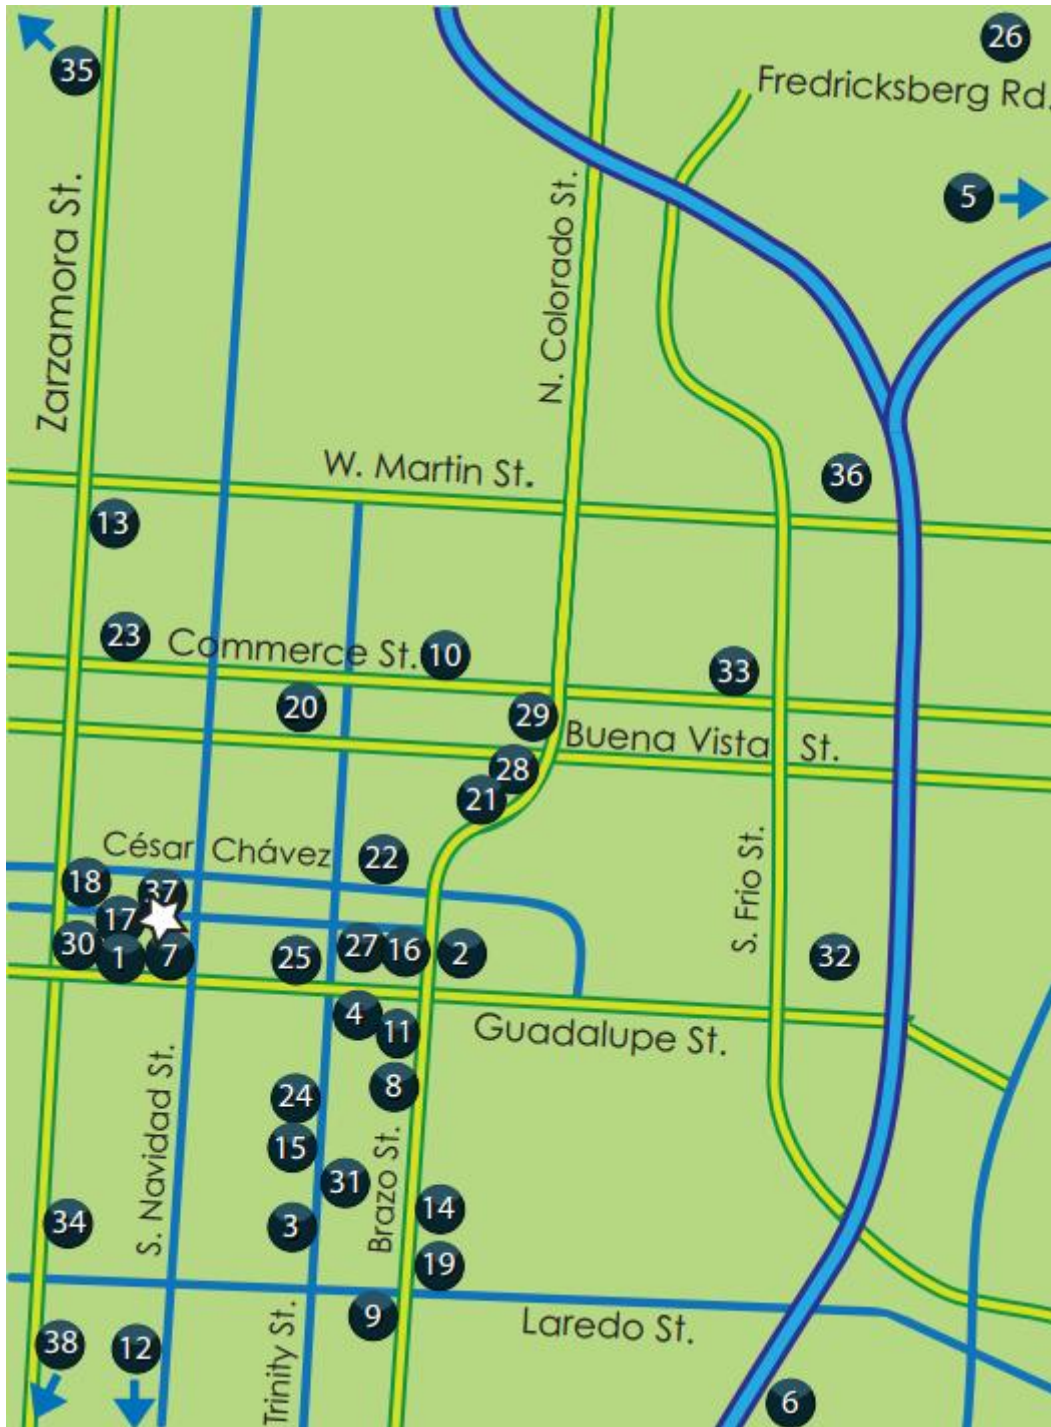 26
35
Fredricksberg Rd.
5
Zarzamora St.
N. Colorado St.
W. Martin St.
36
13
23
Commerce St.
10
33
20
29
Buena Vista St.
28
21
César Chávez
22
18
37
17
S. Frio St.
30
1
7
25
27
16
2
32
4
11
Guadalupe St.
8
24
15
S. Navidad St.
31
Brazo St.
34
3
14
19
9
Laredo St.
38
12
Trinity St.
6